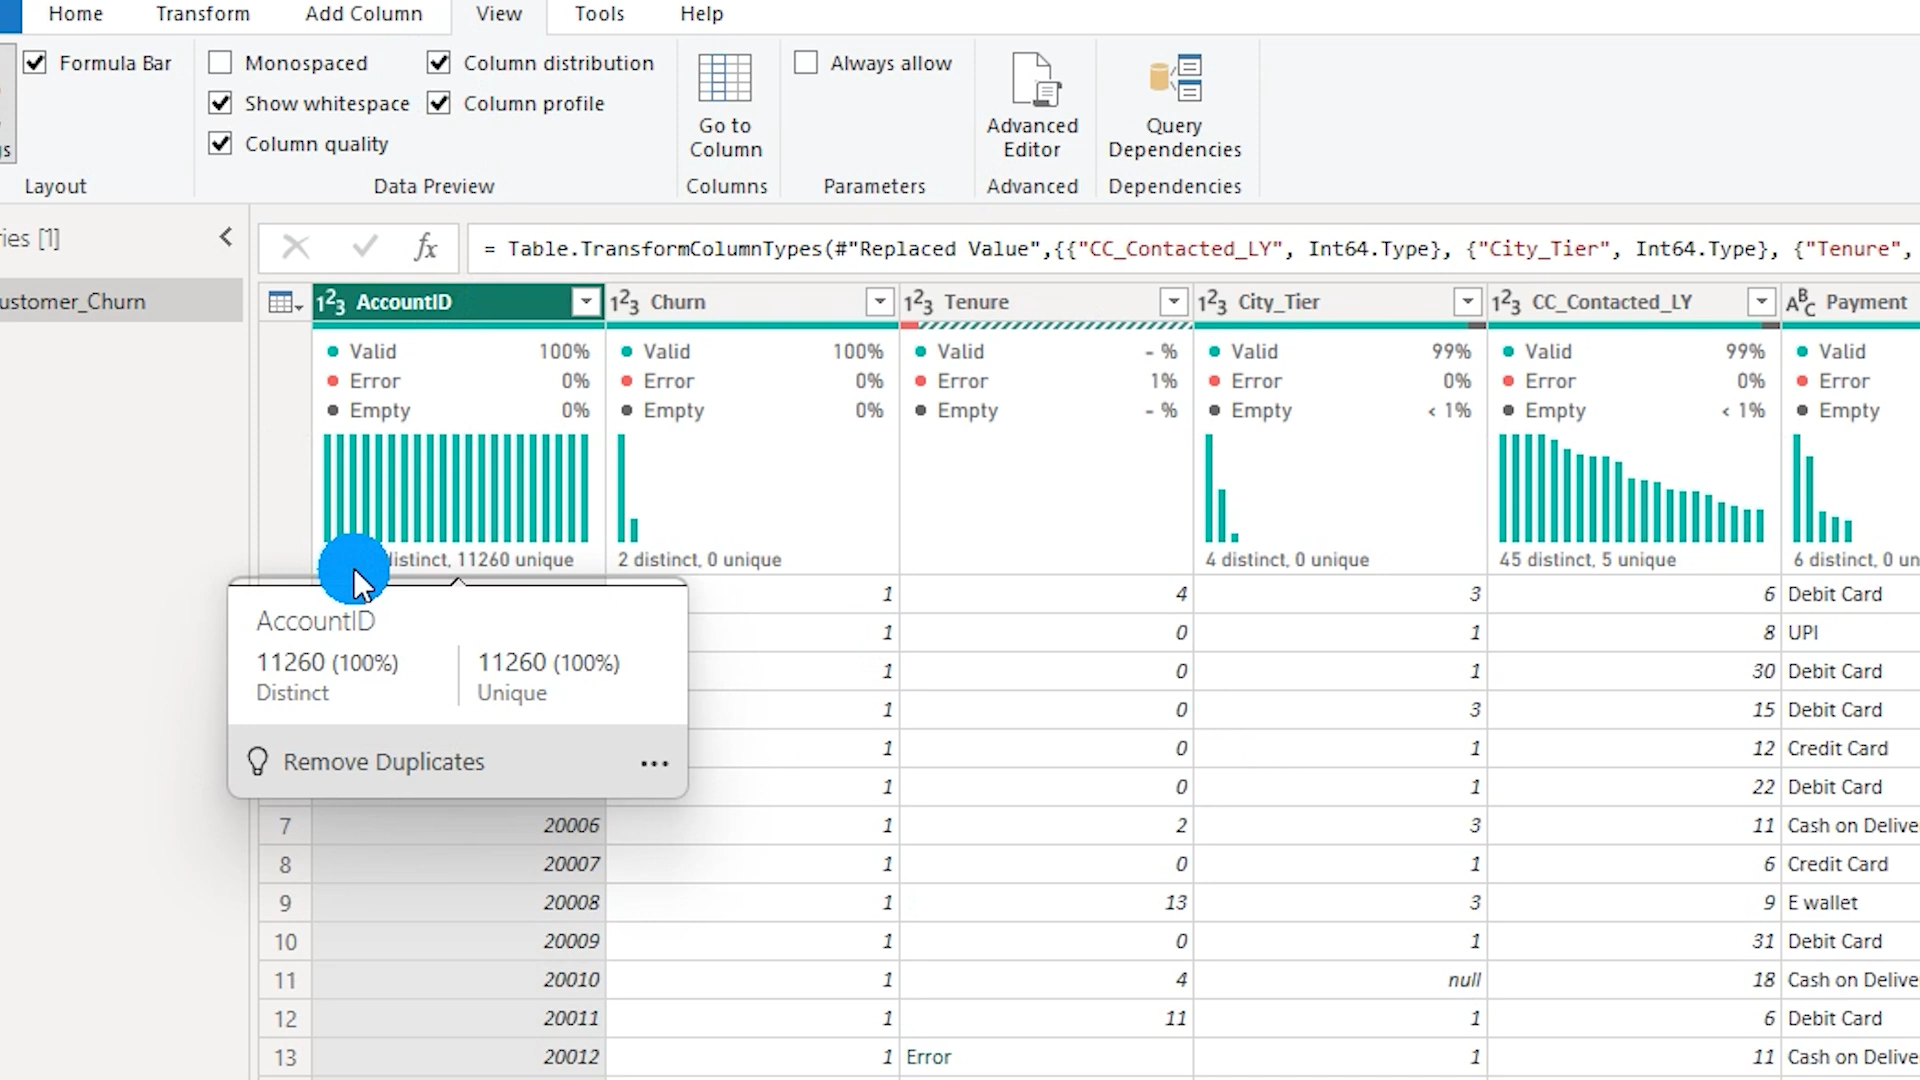 Home Transform Add Column View Tools Help
Formula Bar Monospaced Column distribution Always allow
Show whitespace Column profile
Column quality
Go to Column
Advanced Editor
Query Dependencies
Layout Data Preview Columns Parameters Advanced Dependencies
ries [1]
fx = Table.TransformColumnTypes(#"Replaced Value",{{"CC_Contacted_LY", Int64.Type}, {"City_Tier", Int64.Type}, {"Tenure",
ustomer_Churn
123 AccountID 123 Churn 123 Tenure 123 City_Tier 123 CC_Contacted_LY ABC Payment
Valid 100% Valid 100% Valid - % Valid 99% Valid 99% Valid
Error 0% Error 0% Error 1% Error 0% Error 0% Error
Empty 0% Empty 0% Empty - % Empty < 1% Empty < 1% Empty
distinct, 11260 unique 2 distinct, 0 unique 4 distinct, 0 unique 45 distinct, 5 unique 6 distinct, 0 un
AccountID
11260 (100%) 11260 (100%)
Distinct Unique
Remove Duplicates
1 4 3 6 Debit Card
1 0 1 8 UPI
1 0 1 30 Debit Card
1 0 3 15 Debit Card
1 0 1 12 Credit Card
1 0 1 22 Debit Card
7 20006 1 2 3 11 Cash on Delive
8 20007 1 0 1 6 Credit Card
9 20008 1 13 3 9 E wallet
10 20009 1 0 1 31 Debit Card
11 20010 1 4 null 18 Cash on Delive
12 20011 1 11 1 6 Debit Card
13 20012 1 Error 1 11 Cash on Delive